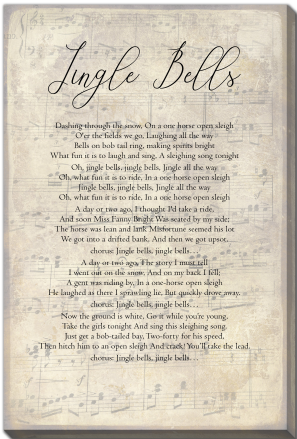 Jingle Bells
Dashing through the snow, On a one horse open sleigh
O'er the fields we go, Laughing all the way
Bells on bob tail ring, making spirits bright
What fun it is to laugh and sing, A sleighing song tonight
Oh, jingle bells, jingle bells, Jingle all the way
Oh, what fun it is to ride, In a one horse open sleigh
Jingle bells, jingle bells, Jingle all the way
Oh, what fun it is to ride, In a one horse open sleigh
A day or two ago, I thought I'd take a ride,
And soon Miss Fanny Bright Was seated by my side;
The horse was lean and lank Misfortune seemed his lot
We got into a drifted bank, And then we got upsot.
chorus: Jingle bells, jingle bells. . .
A day or two ago, The story I must tell
I went out on the snow, And on my back I fell;
A gent was riding by, In a one-horse open sleigh
He laughed as there I sprawling lie, But quickly drove away.
chorus: Jingle bells, jingle bells. . .
Now the ground is white, Go it while you're young,
Take the girls tonight And sing this sleighing song.
Just get a bob-tailed bay, Two-forty for his speed,
Then hitch him to an open sleigh And crack! You'll take the lead.
chorus: Jingle bells, jingle bells. . .